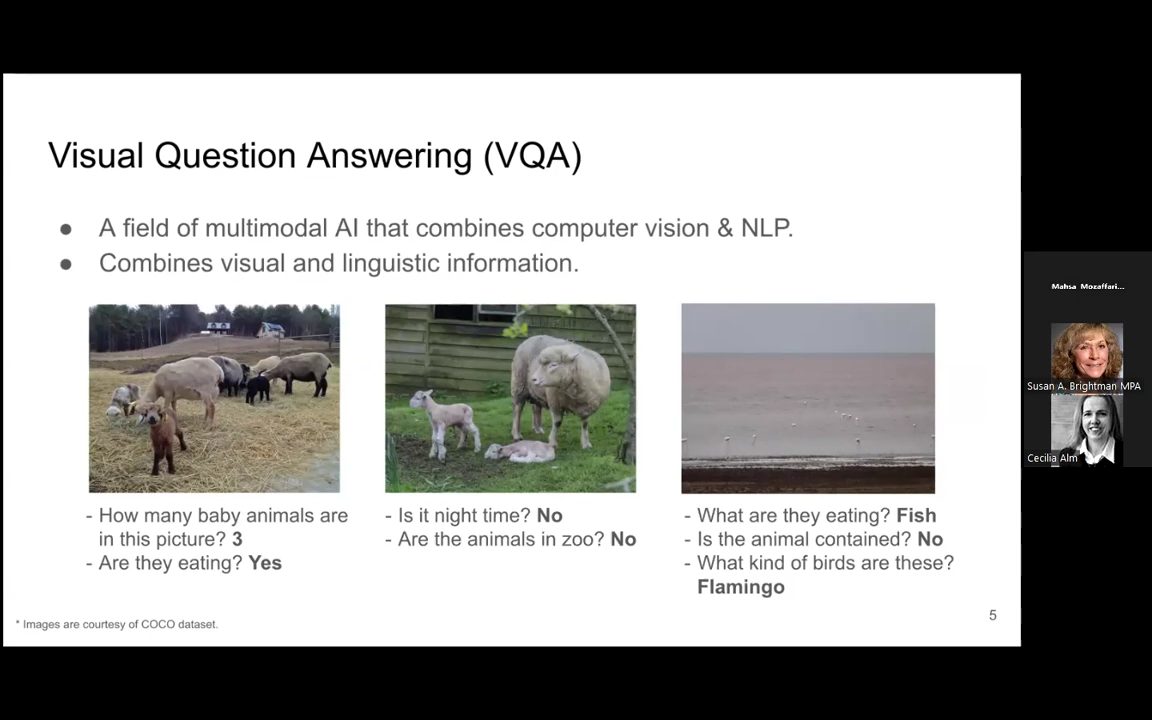 Visual Question Answering (VQA)
● A field of multimodal AI that combines computer vision & NLP.
● Combines visual and linguistic information.
- How many baby animals are
in this picture? 3
- Are they eating? Yes
- Is it night time? No
- Are the animals in zoo? No
- What are they eating? Fish
- Is the animal contained? No
- What kind of birds are these?
Flamingo
* Images are courtesy of COCO dataset.
5
Mahsa Mozaffari...
Susan A. Brightman MPA
Cecilia Alm